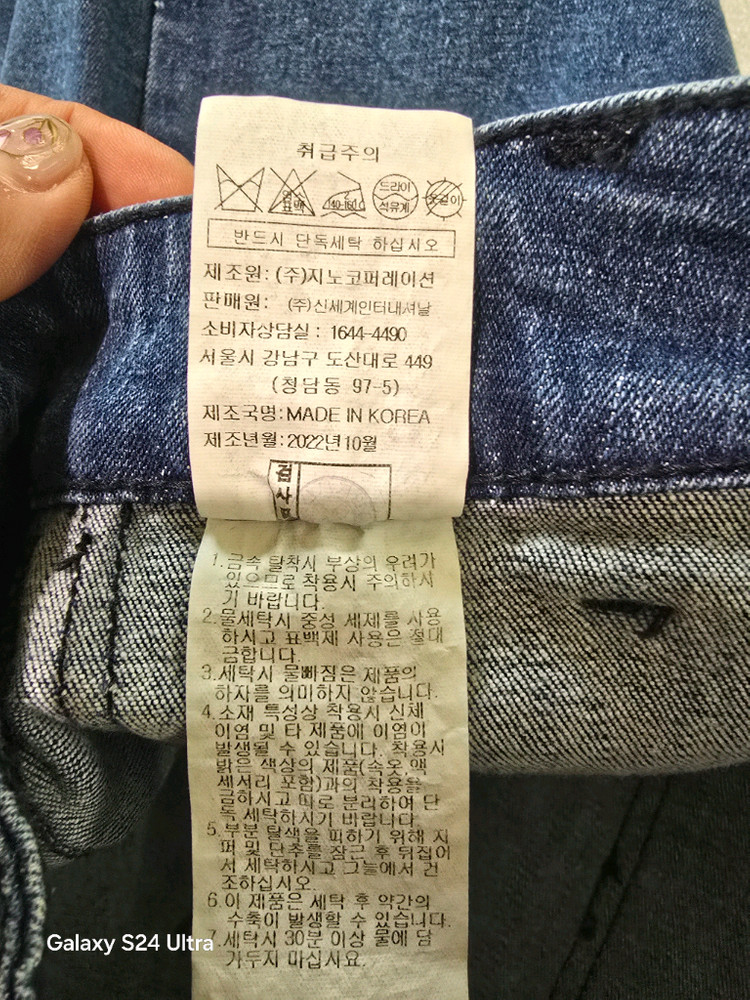 취급주의
염소
표백
140-160℃
드라이
석유계
옷걸이
반드시 단독세탁 하십시오
제조원: (주)지노코퍼레이션
판매원: (주)신세계인터내셔날
소비자상담실 : 1644-4490
서울시 강남구 도산대로 449
(청담동 97-5)
제조국명:MADE IN KOREA
제조년월:2022년10월
검
사
1.금속 탈착시 부상의 우려가
있으므로 착용시 주의하시
기 바랍니다.
2.물세탁시 중성 세제를 사용
하시고 표백제 사용은 절대
금합니다.
3.세탁시 물빠짐은 제품의
하자를 의미하지 않습니다.
4.소재 특성상 착용시 신체
이염 및 타 제품에 이염이
발생될 수 있습니다. 착용시
밝은 색상의 제품(속옷,액
세서리 포함)과의 착용을
금하시고 따로 분리하여 단
독 세탁하시기 바랍니다.
5.부분 탈색을 피하기 위해 지
퍼 및 단추를 잠근 후 뒤집어
서 세탁하시고 그늘에서 건
조하십시오.
6.이 제품은 세탁 후 약간의
수축이 발생할 수 있습니다.
7.세탁시 30분 이상 물에 담
가두지 마십시요.
Galaxy S24 Ultra